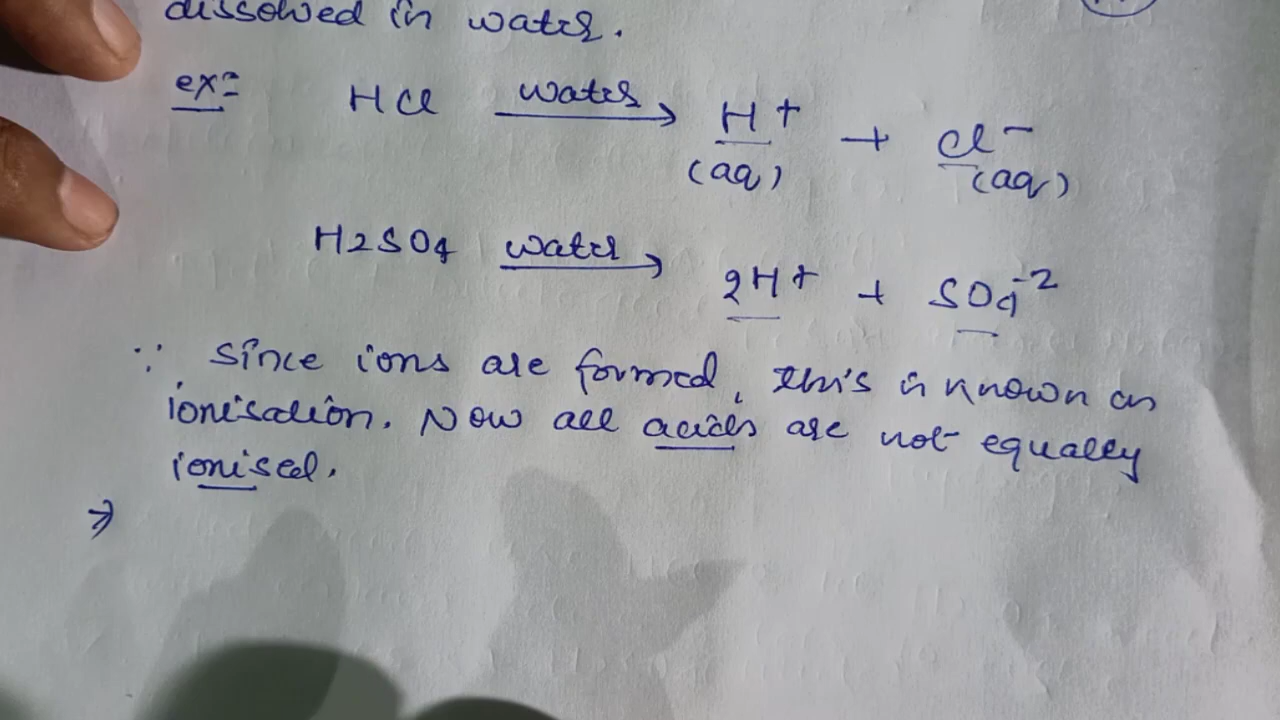 dissolved in water.
ex:- HCl water→ H+ + Cl-
(aq) (aq)
H2SO4 water→ 2H+ + SO4-2
∵ Since ions are formed, this is known as
ionisation. Now all acids are not equally
ionised.
⇒